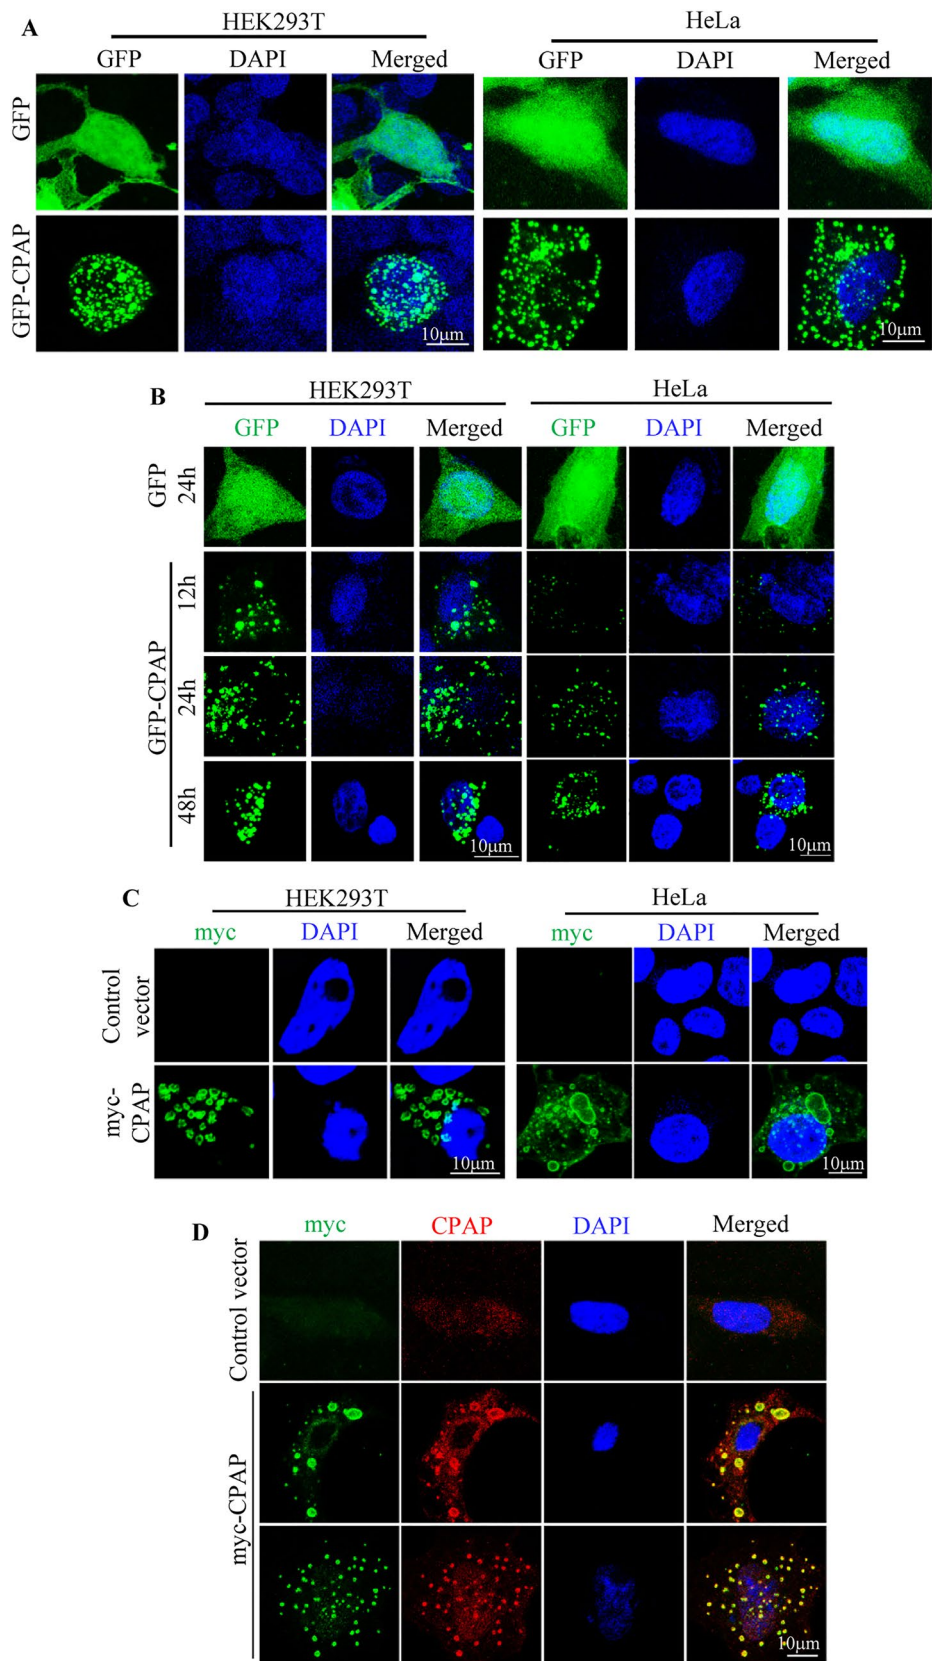 A
HEK293T
HeLa
GFP
DAPI
Merged
GFP
DAPI
Merged
GFP
GFP-CPAP
10μm
10μm
B
HEK293T
HeLa
GFP
DAPI
Merged
GFP
DAPI
Merged
GFP
24h
GFP-CPAP
12h
24h
48h
10μm
10μm
C
HEK293T
HeLa
myc
DAPI
Merged
myc
DAPI
Merged
Control
vector
myc-
CPAP
10μm
10μm
D
myc
CPAP
DAPI
Merged
Control vector
myc-CPAP
10μm